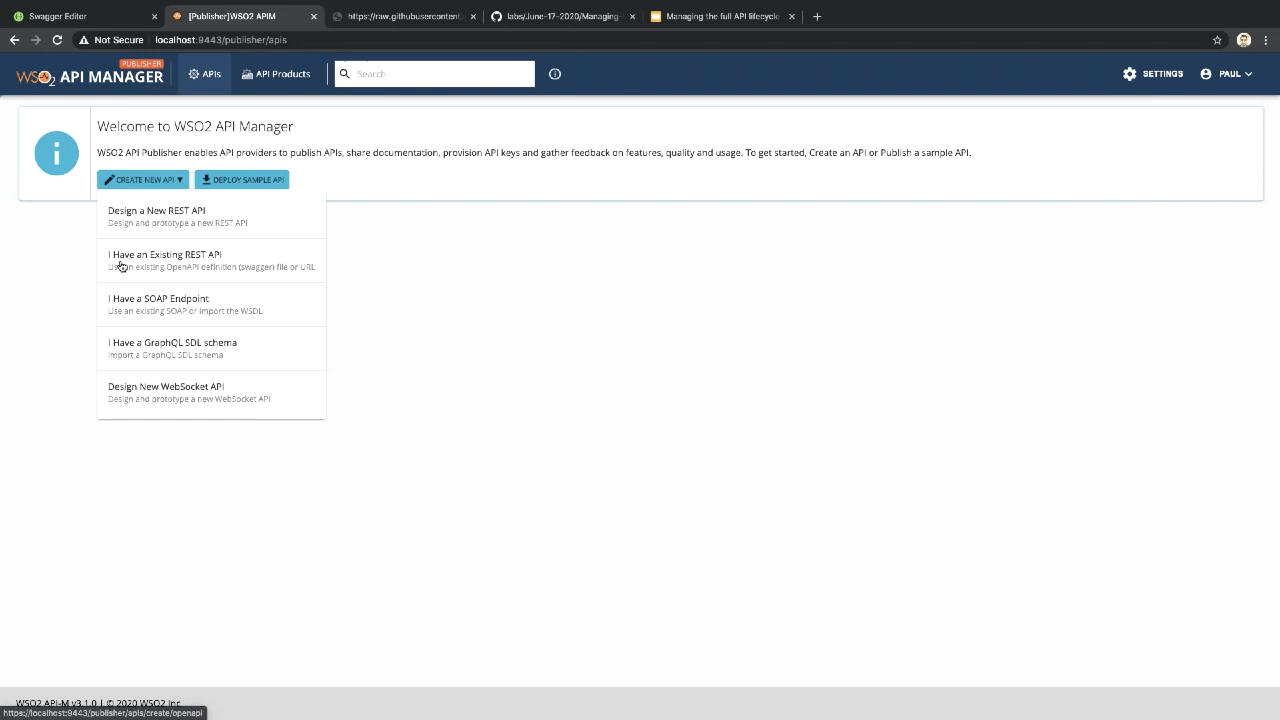 Swagger Editor
[Publisher]WSO2 APIM
https://raw.githubusercontent.
labs/June-17-2020/Managing-
Managing the full API lifecycle
Not Secure
localhost:9443/publisher/apis
PUBLISHER
WSO2 API MANAGER
APIs
API Products
Search
SETTINGS
PAUL
Welcome to WSO2 API Manager
WSO2 API Publisher enables API providers to publish APIs, share documentation, provision API keys and gather feedback on features, quality and usage. To get started, Create an API or Publish a sample API.
CREATE NEW API ▼
DEPLOY SAMPLE API
Design a New REST API
Design and prototype a new REST API
I Have an Existing REST API
existing OpenAPI definition (swagger) file or URL
I Have a SOAP Endpoint
Use an existing SOAP or import the WSDL
I Have a GraphQL SDL schema
Import a GraphQL SDL schema
Design New WebSocket API
Design and prototype a new WebSocket API
WSO2 API-M v3.1.0 | © 2020 WSO2 Inc
https://localhost:9443/publisher/apis/create/openapi